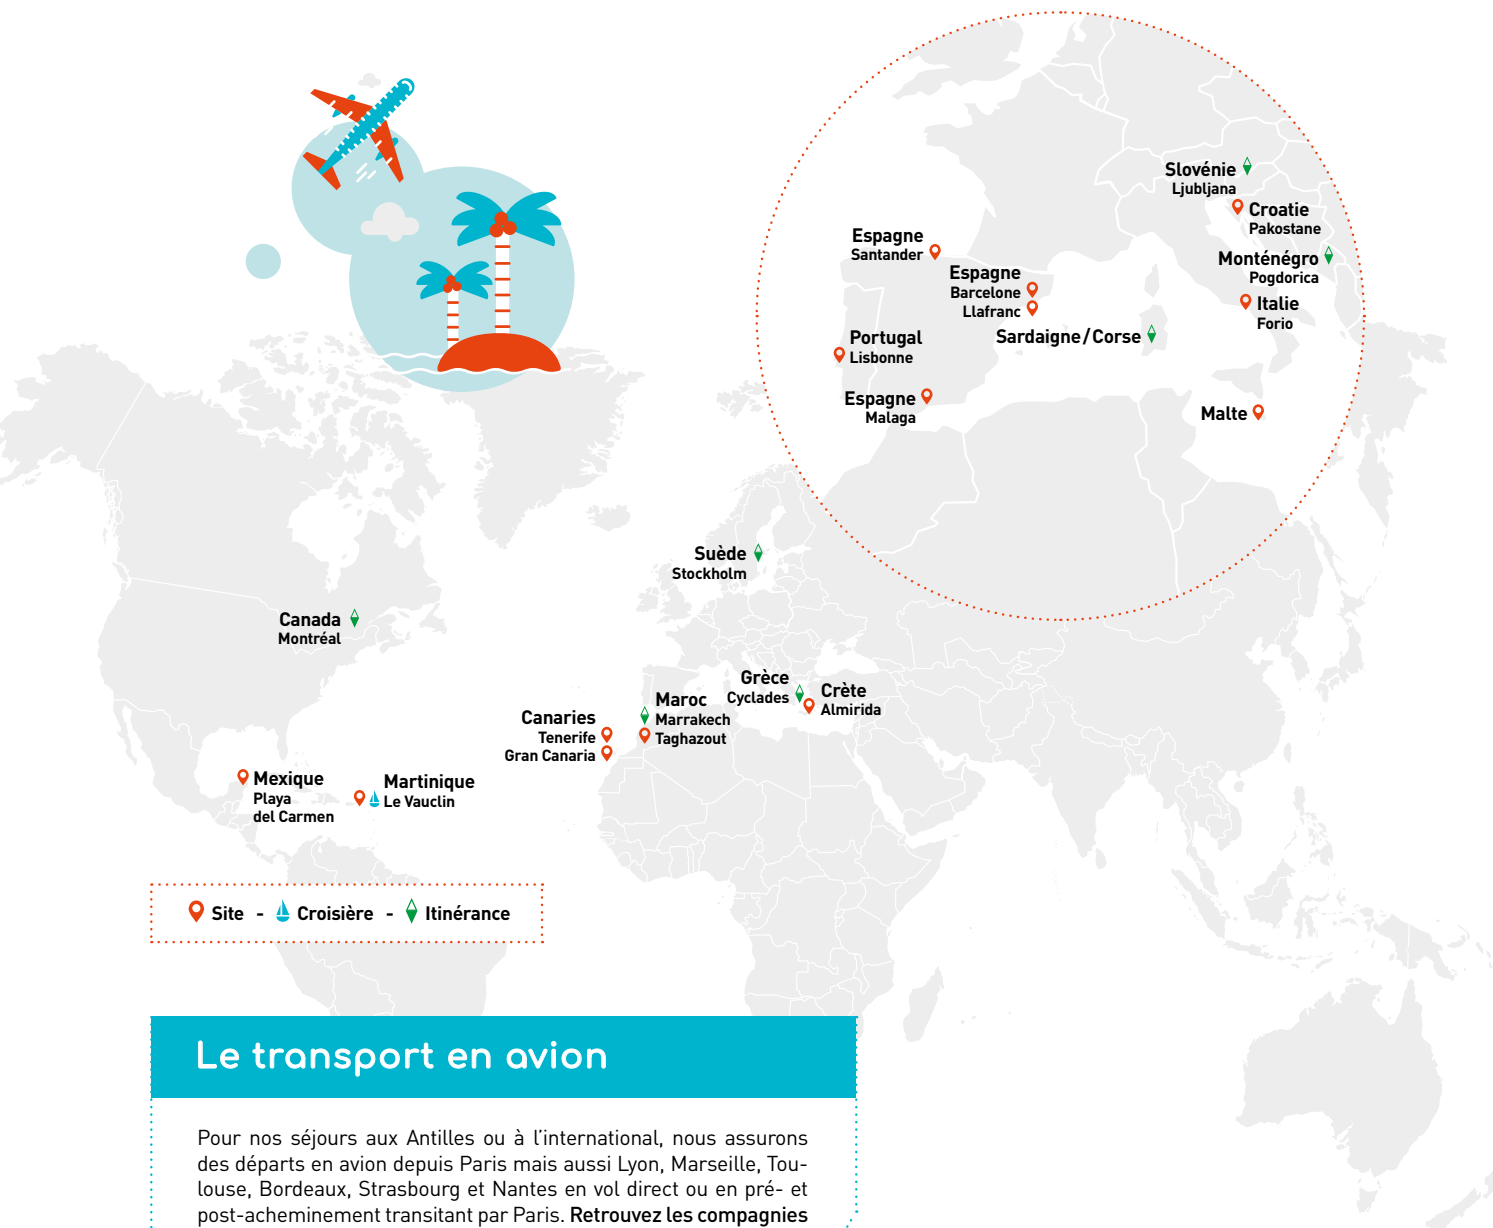 Slovénie
Ljubljana
Croatie
Pakostane
Espagne
Santander
Monténégro
Pogdorica
Espagne
Barcelone
Llafranc
Italie
Forio
Sardaigne/Corse
Portugal
Lisbonne
Espagne
Malaga
Malte
Suède
Stockholm
Canada
Montréal
Grèce
Cyclades
Crète
Almirida
Maroc
Marrakech
Taghazout
Canaries
Tenerife
Gran Canaria
Mexique
Playa
del Carmen
Martinique
Le Vauclin
Site - Croisière - Itinérance
Le transport en avion
Pour nos séjours aux Antilles ou à l’international, nous assurons
des départs en avion depuis Paris mais aussi Lyon, Marseille, Tou-
louse, Bordeaux, Strasbourg et Nantes en vol direct ou en pré- et
post-acheminement transitant par Paris. Retrouvez les compagnies